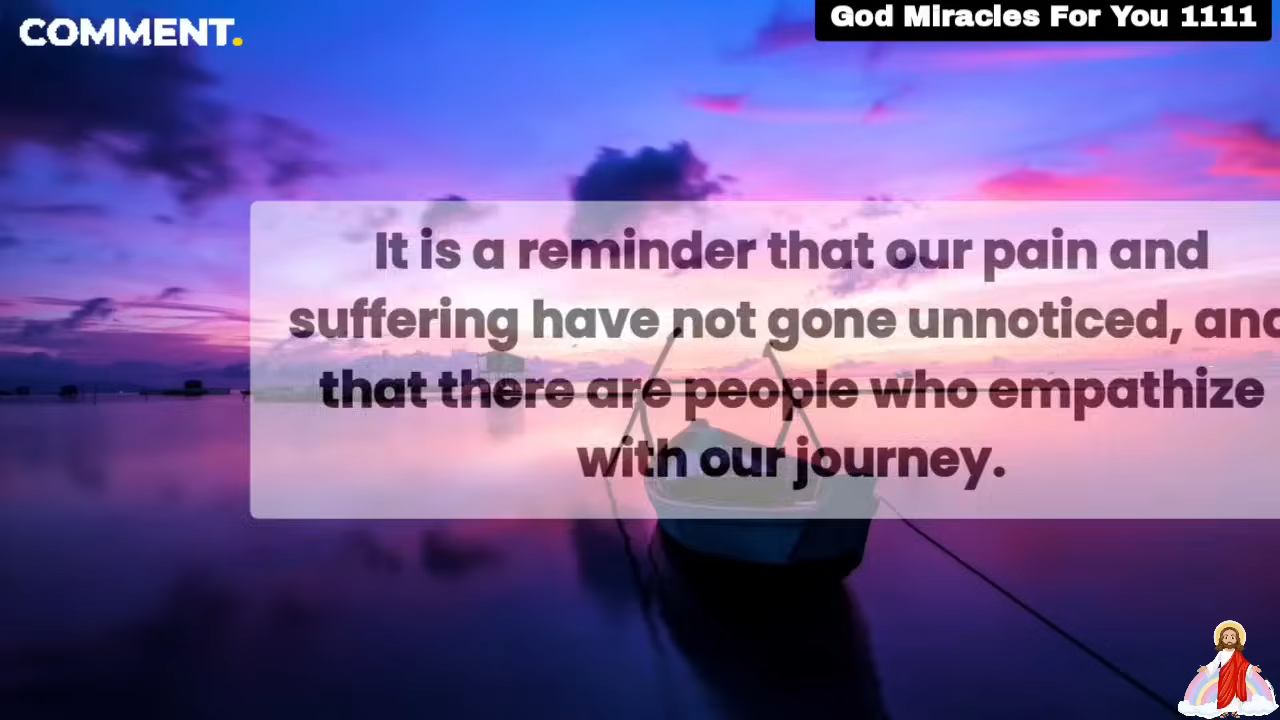 COMMENT.
God Miracles For You 1111
It is a reminder that our pain and
suffering have not gone unnoticed, and
that there are people who empathize
with our journey.